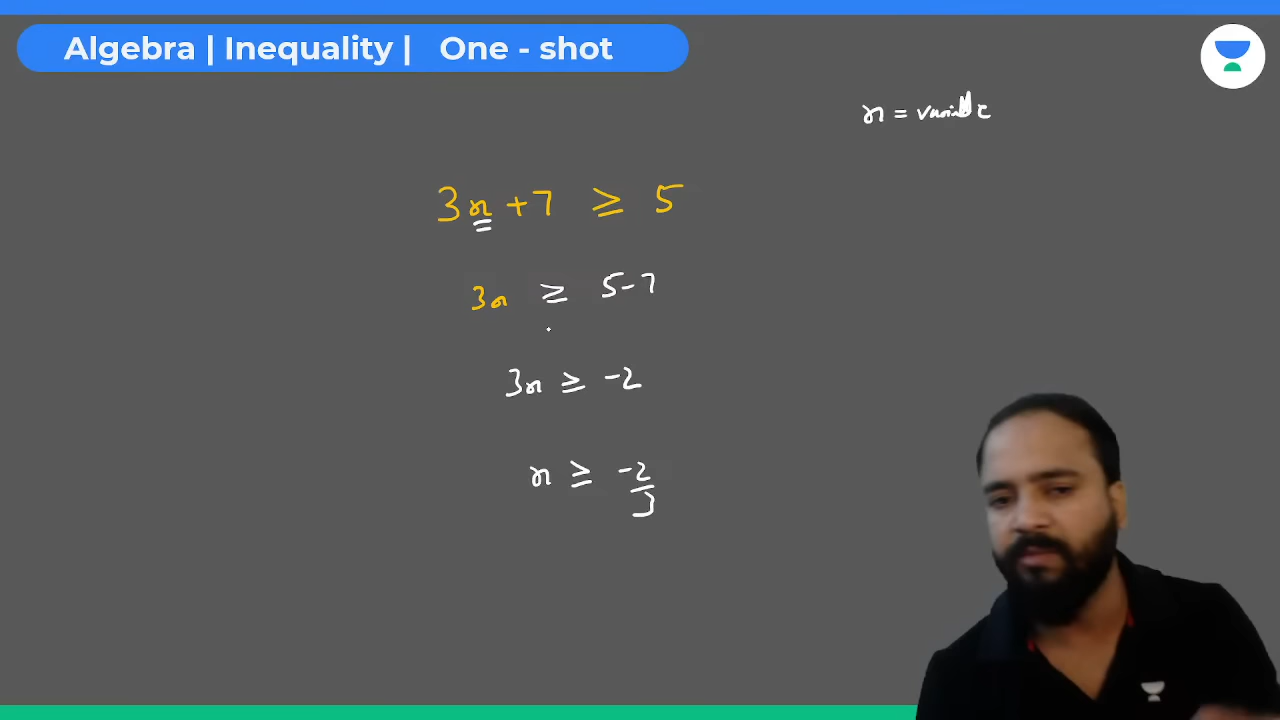 Algebra | Inequality | One - shot
x = variable
3x + 7 ≥ 5
3x ≥ 5-7
3x ≥ -2
x ≥ -2/3